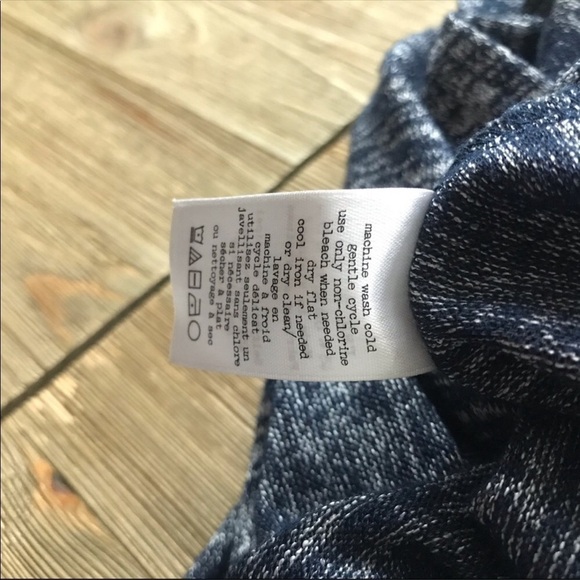 machine wash cold
gentle cycle
use only non-chlorine
bleach when needed
dry flat
cool iron if needed
or dry clean/
lavage en
machine à froid
cycle délicat
utilisez seulement un
javellisant sans chlore
si nécessaire
sécher à plat
ou nettoyage à sec